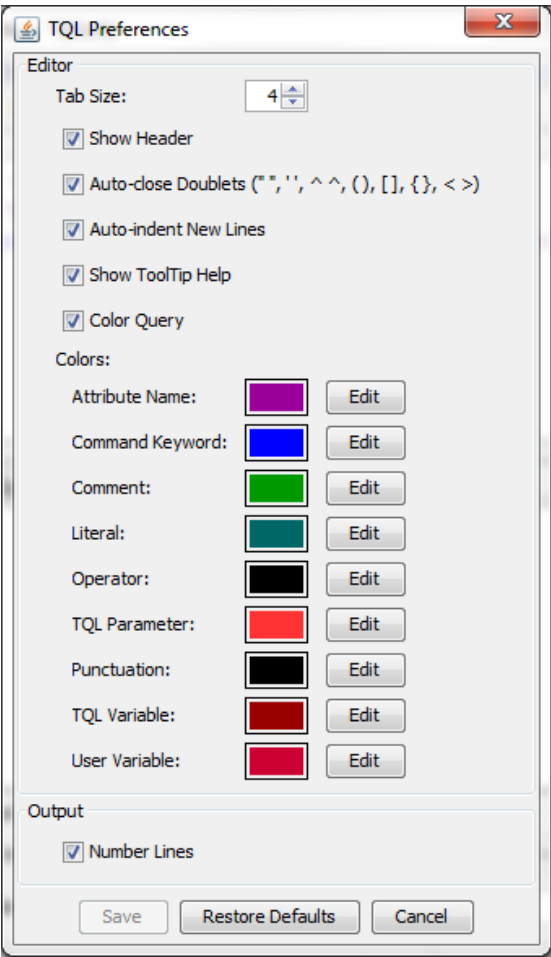 TQL Preferences
Editor
Tab Size: 4
Show Header
Auto-close Doublets (" ", ' ', ^ ^, ( ), [ ], { }, < >)
Auto-indent New Lines
Show ToolTip Help
Color Query
Colors:
Attribute Name: Edit
Command Keyword: Edit
Comment: Edit
Literal: Edit
Operator: Edit
TQL Parameter: Edit
Punctuation: Edit
TQL Variable: Edit
User Variable: Edit
Output
Number Lines
Save Restore Defaults Cancel